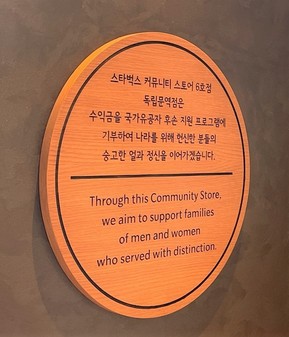 스타벅스 커뮤니티 스토어 6호점
독립문역점은
수익금을 국가유공자 후손 지원 프로그램에
기부하여 나라를 위해 헌신한 분들의
숭고한 얼과 정신을 이어가겠습니다.
Through this Community Store,
we aim to support families
of men and women
who served with distinction.